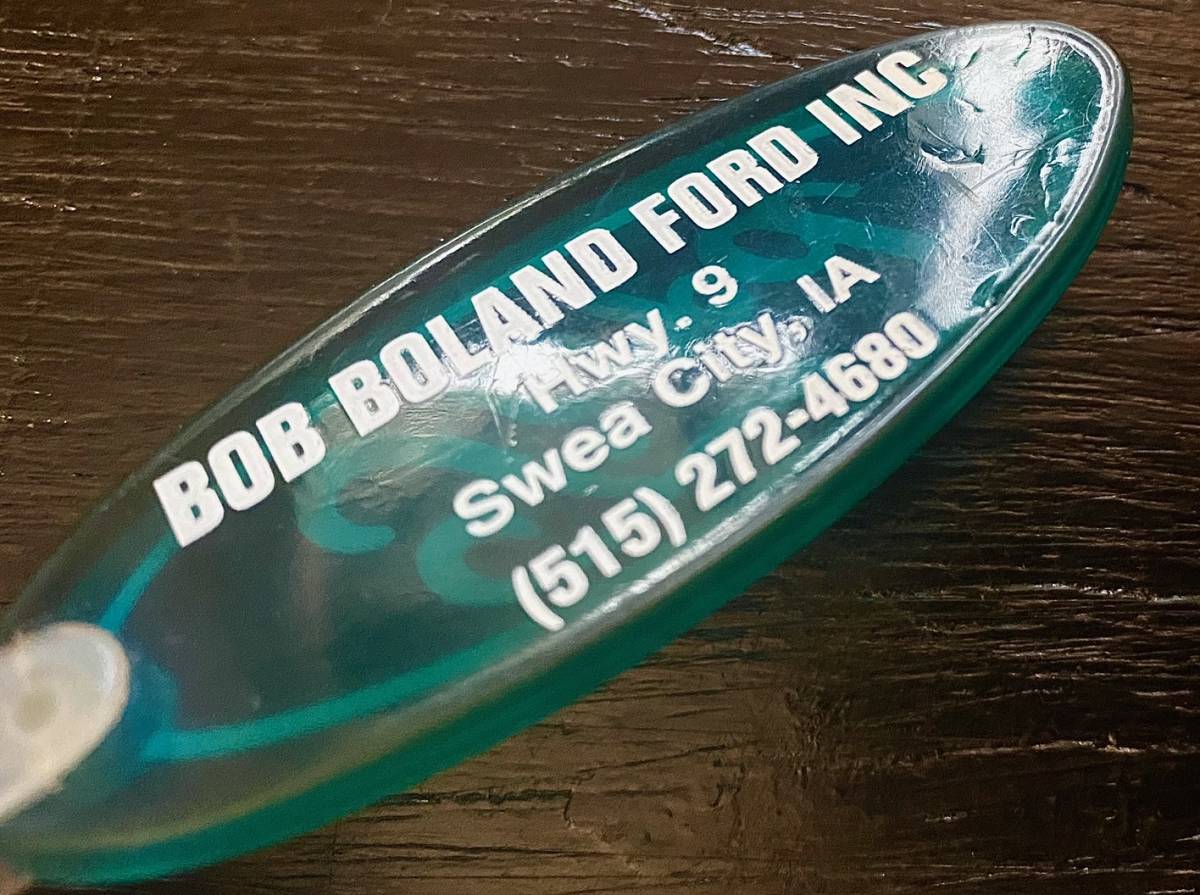 BOB BOLAND FORD INC
Hwy. 9
Swea City, IA
(515) 272-4680